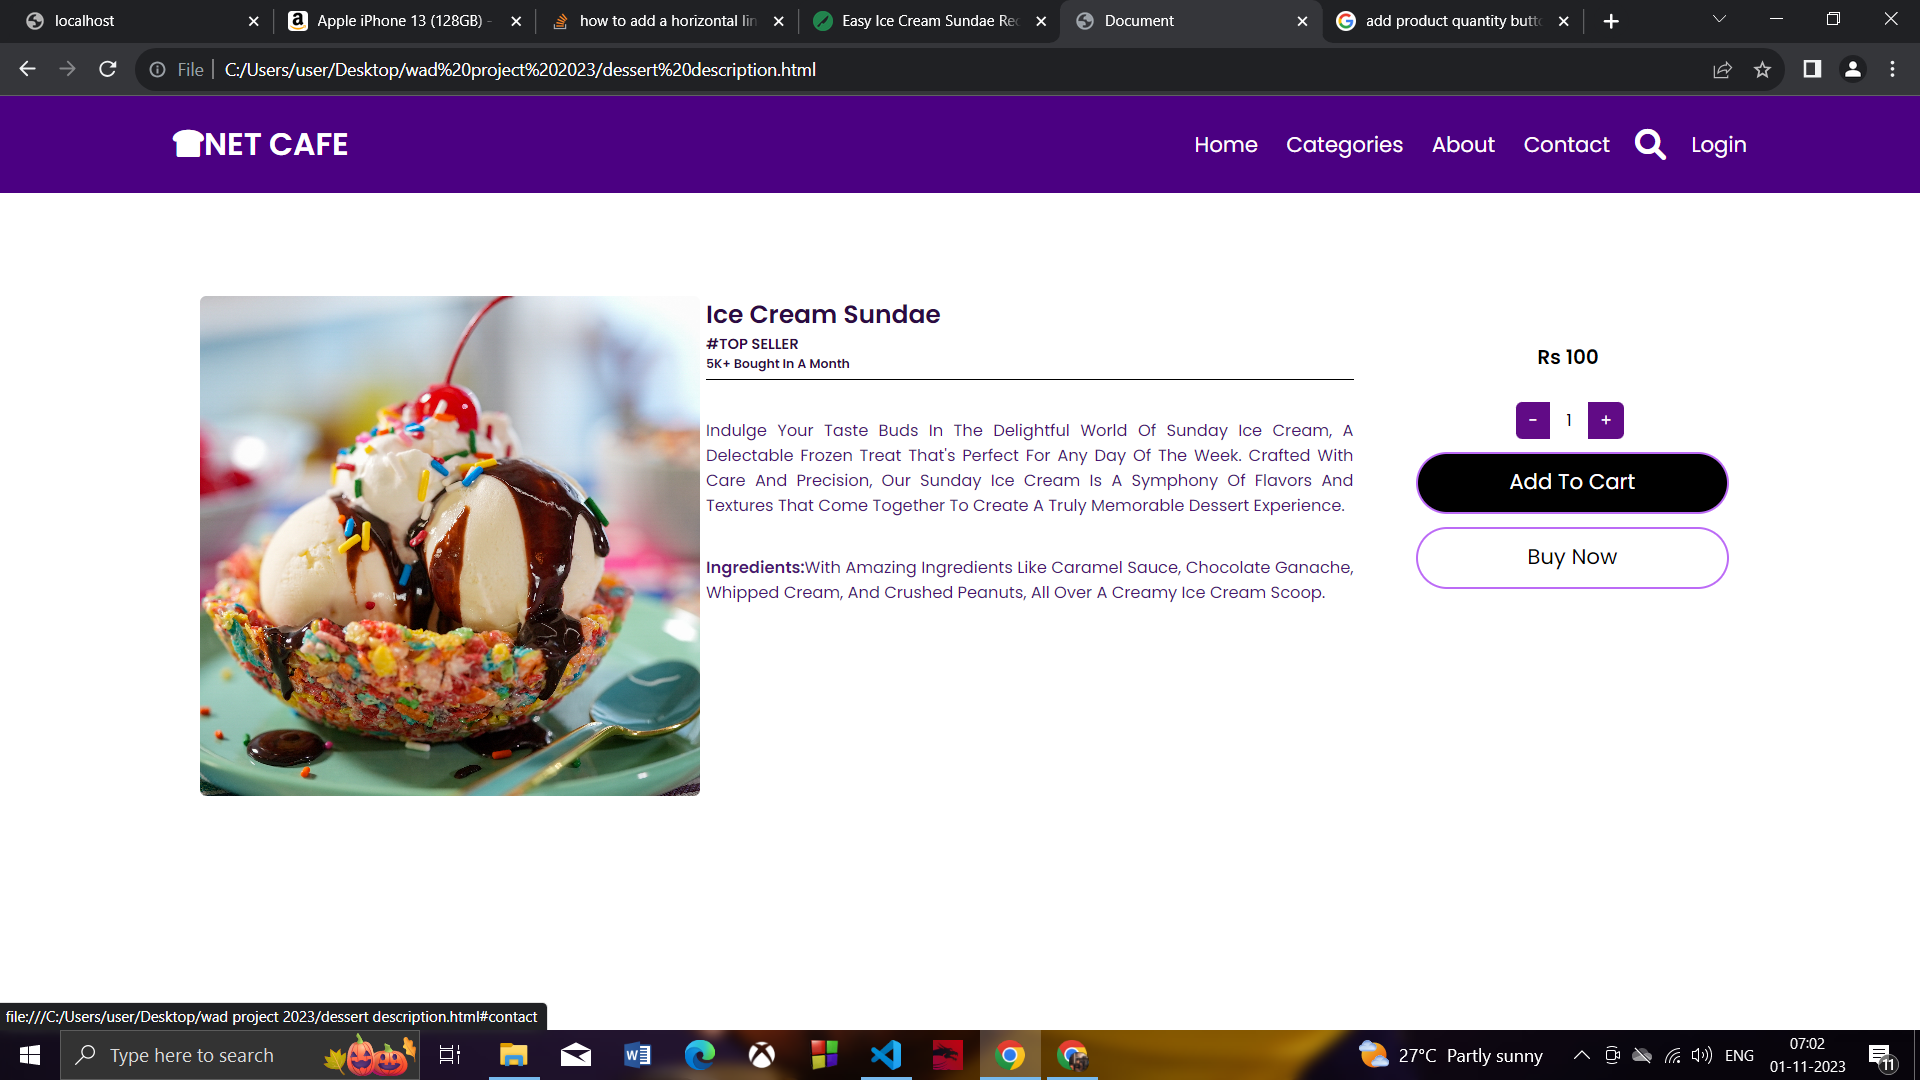 localhost
Apple iPhone 13 (128GB) -
how to add a horizontal lin
Easy Ice Cream Sundae Rec
Document
add product quantity butto
File
C:/Users/user/Desktop/wad%20project%202023/dessert%20description.html
NET CAFE
Home
Categories
About
Contact
Login
Ice Cream Sundae
#TOP SELLER
5K+ Bought In A Month
Indulge Your Taste Buds In The Delightful World Of Sunday Ice Cream, A
Delectable Frozen Treat That's Perfect For Any Day Of The Week. Crafted With
Care And Precision, Our Sunday Ice Cream Is A Symphony Of Flavors And
Textures That Come Together To Create A Truly Memorable Dessert Experience.
Ingredients:With Amazing Ingredients Like Caramel Sauce, Chocolate Ganache,
Whipped Cream, And Crushed Peanuts, All Over A Creamy Ice Cream Scoop.
Rs 100
- 1 +
Add To Cart
Buy Now
file:///C:/Users/user/Desktop/wad project 2023/dessert description.html#contact
Type here to search
27°C Partly sunny
ENG
07:02
01-11-2023
11